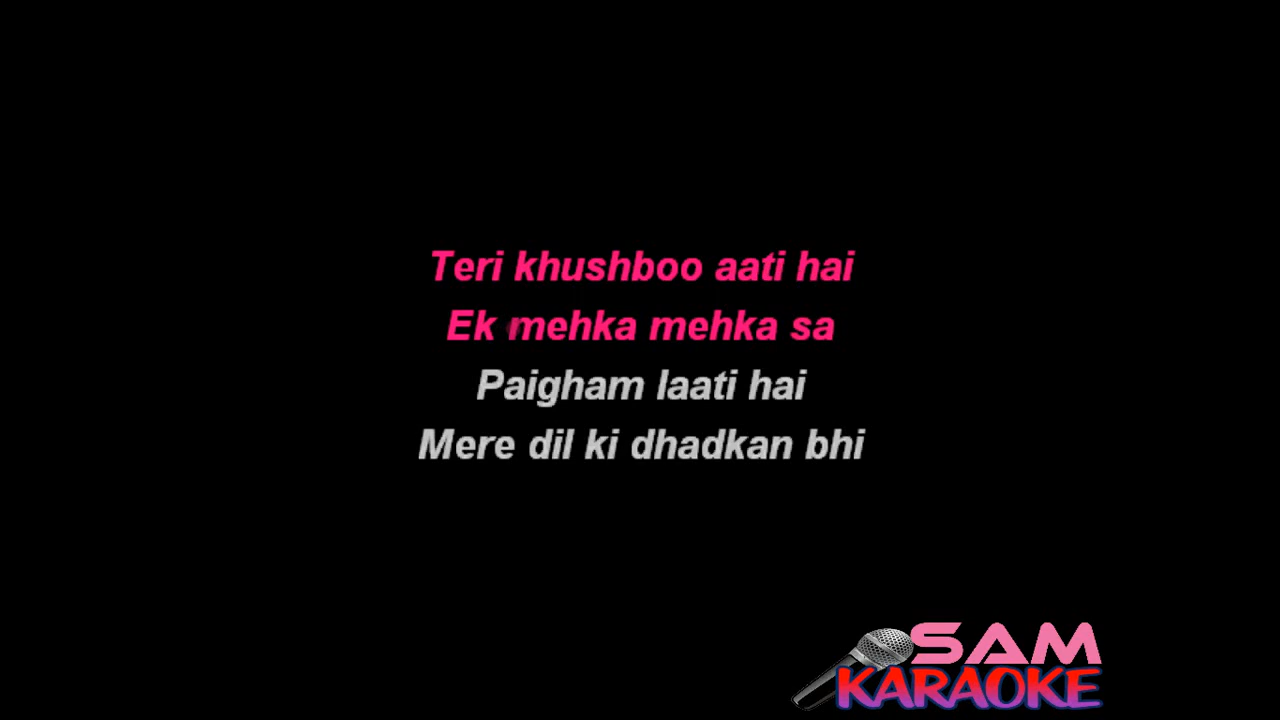 Teri khushboo aati hai
Ek mehka mehka sa
Paigham laati hai
Mere dil ki dhadkan bhi
SAM
KARAOKE